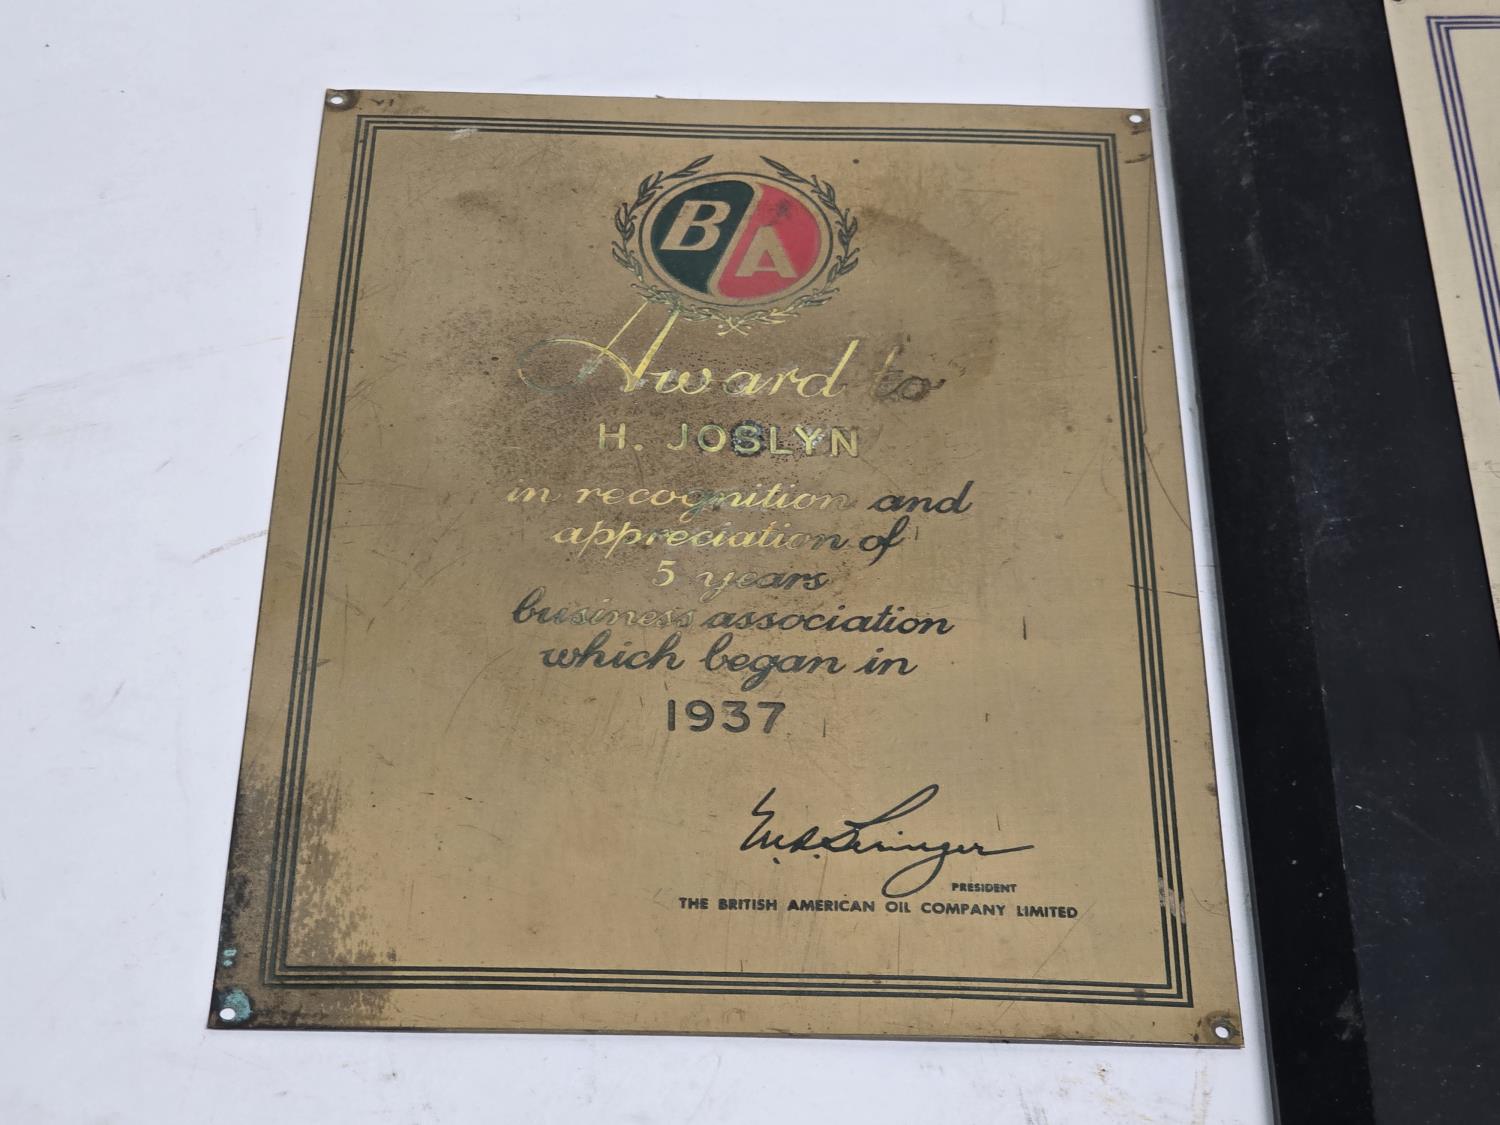 B A
Award to
H. JOSLYN
in recognition and
appreciation of
5 years
business association
which began in
1937
PRESIDENT
THE BRITISH AMERICAN OIL COMPANY LIMITED